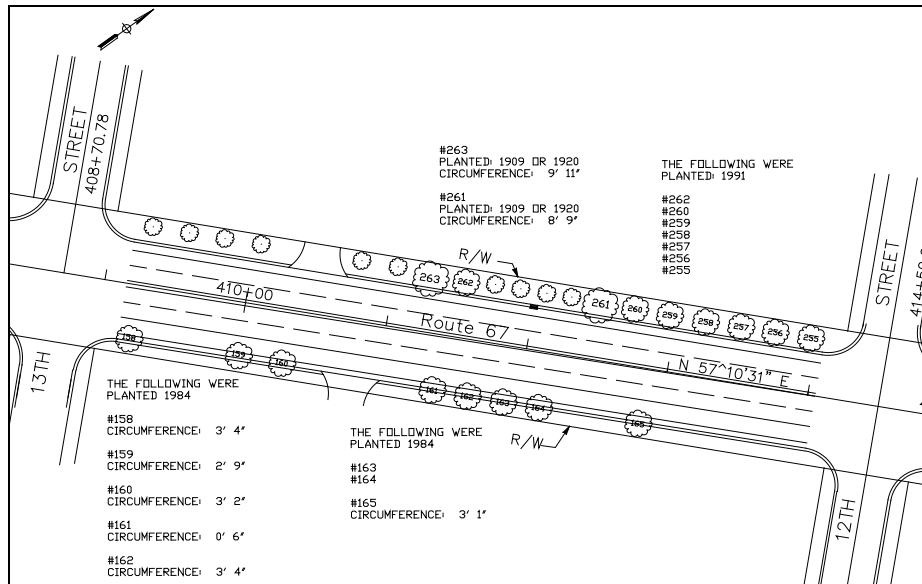 STREET
408+70.78
#263
PLANTED: 1909 OR 1920
CIRCUMFERENCE: 9' 11"
#261
PLANTED: 1909 OR 1920
CIRCUMFERENCE: 8' 9"
THE FOLLOWING WERE
PLANTED: 1991
#262
#260
#259
#258
#257
#256
#255
R/W
263
262
261
260
259
258
257
256
255
STREET
410+00
Route 67
N 57^10'31" E
158
159
160
161
162
163
164
165
13TH
THE FOLLOWING WERE
PLANTED 1984
#158
CIRCUMFERENCE: 3' 4"
#159
CIRCUMFERENCE: 2' 9"
#160
CIRCUMFERENCE: 3' 2"
#161
CIRCUMFERENCE: 0' 6"
#162
CIRCUMFERENCE: 3' 4"
THE FOLLOWING WERE
PLANTED 1984
#163
#164
#165
CIRCUMFERENCE: 3' 1"
R/W
12TH